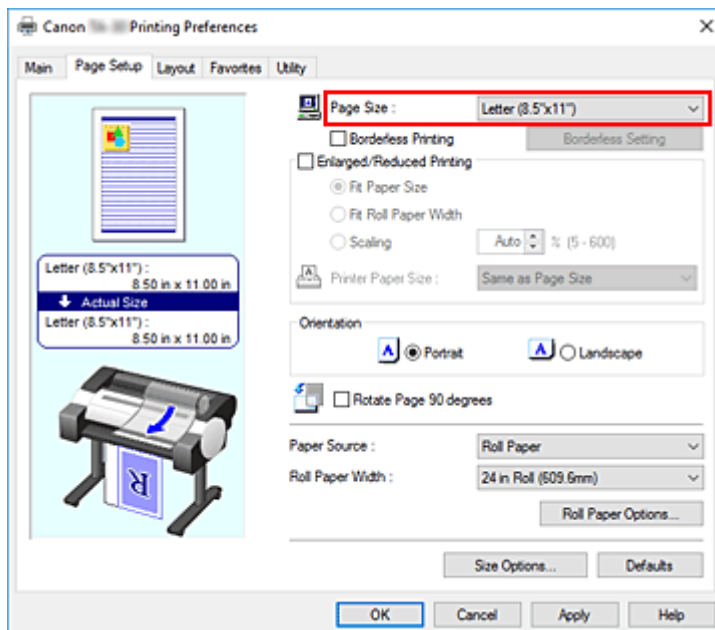 Canon Printing Preferences
Main Page Setup Layout Favorites Utility
Page Size : Letter (8.5"x11")
Borderless Printing Borderless Setting
Enlarged/Reduced Printing
Fit Paper Size
Fit Roll Paper Width
Scaling Auto % (5 - 600)
Printer Paper Size : Same as Page Size
Letter (8.5"x11") :
8.50 in x 11.00 in
Actual Size
Letter (8.5"x11") :
8.50 in x 11.00 in
Orientation
A Portrait A Landscape
Rotate Page 90 degrees
Paper Source : Roll Paper
Roll Paper Width : 24 in Roll (609.6mm)
Roll Paper Options...
R
Size Options... Defaults
OK Cancel Apply Help